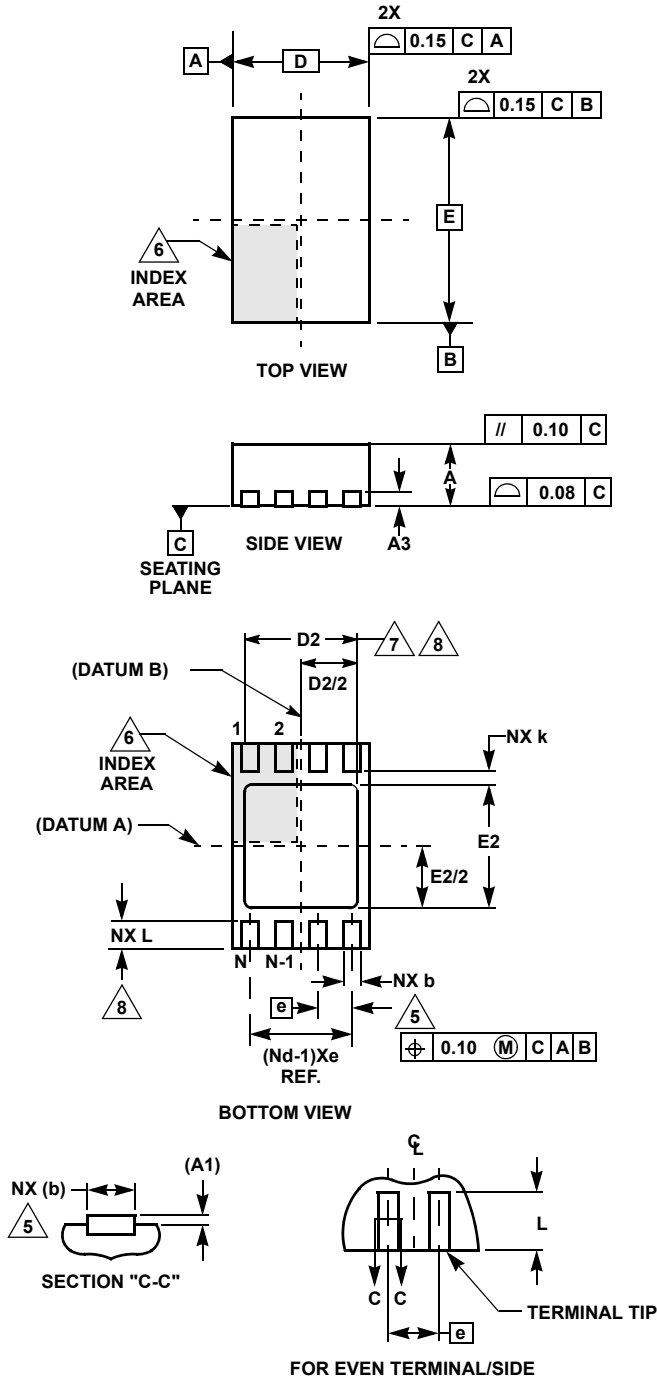 2X
⌓ 0.15 C A
A
D
2X
⌓ 0.15 C B
E
6
INDEX
AREA
B
TOP VIEW
// 0.10 C
A
⌓ 0.08 C
C
SEATING
PLANE
SIDE VIEW
A3
D2
7 8
(DATUM B)
D2/2
1 2
6
INDEX
AREA
NX k
(DATUM A)
E2
E2/2
NX L
N N-1
NX b
8
e
5
(Nd-1)Xe
REF.
⌖ 0.10 Ⓜ C A B
BOTTOM VIEW
(A1)
NX (b)
5
SECTION "C-C"
C L
L
C C
TERMINAL TIP
e
FOR EVEN TERMINAL/SIDE